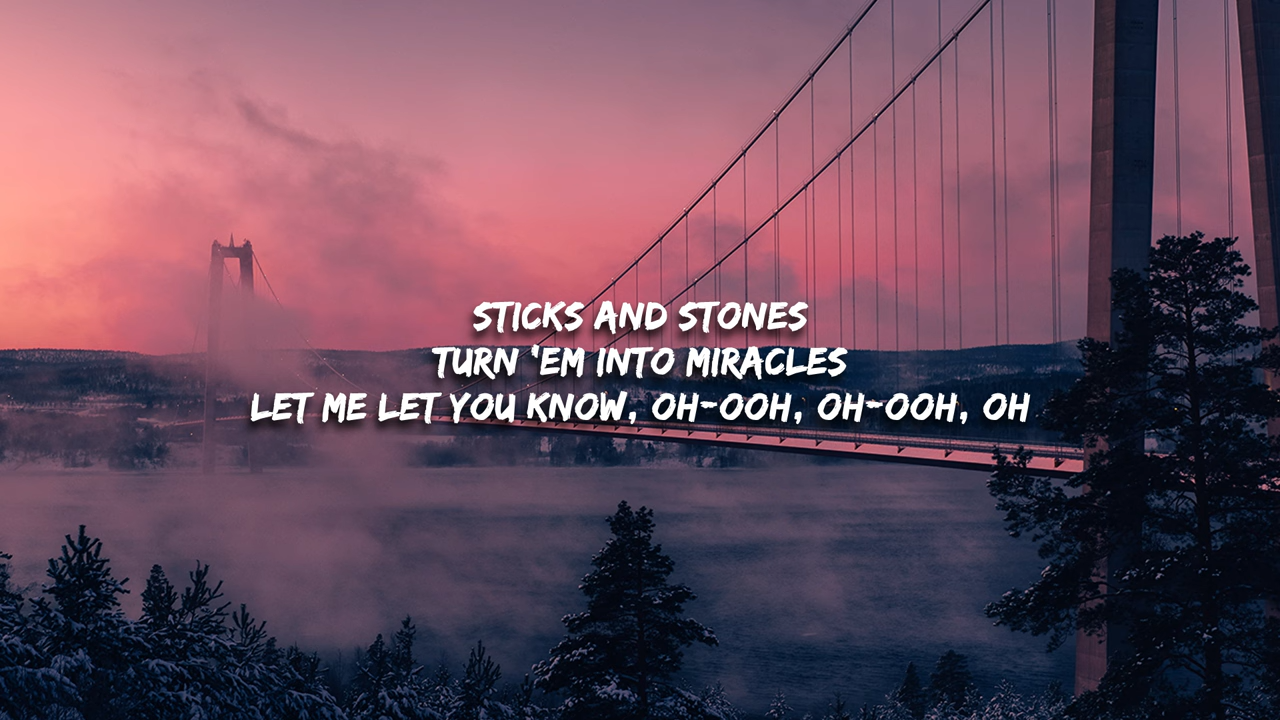 STICKS AND STONES
TURN 'EM INTO MIRACLES
LET ME LET YOU KNOW, OH-OOH, OH-OOH, OH